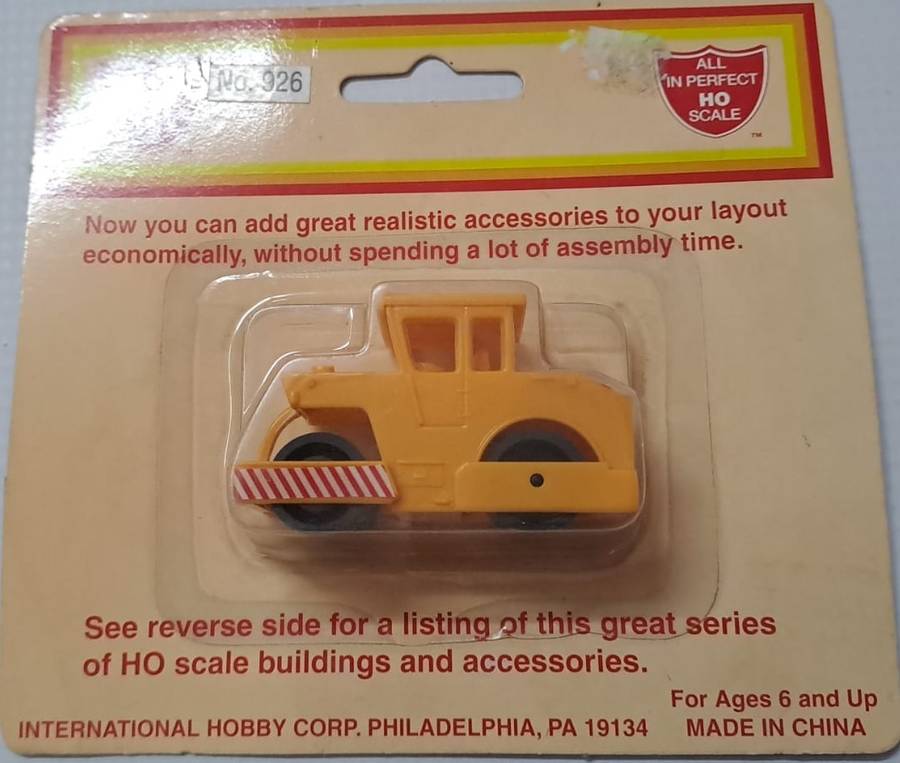 No. 926
ALL
IN PERFECT
HO
SCALE
TM
Now you can add great realistic accessories to your layout
economically, without spending a lot of assembly time.
See reverse side for a listing of this great series
of HO scale buildings and accessories.
For Ages 6 and Up
INTERNATIONAL HOBBY CORP. PHILADELPHIA, PA 19134 MADE IN CHINA